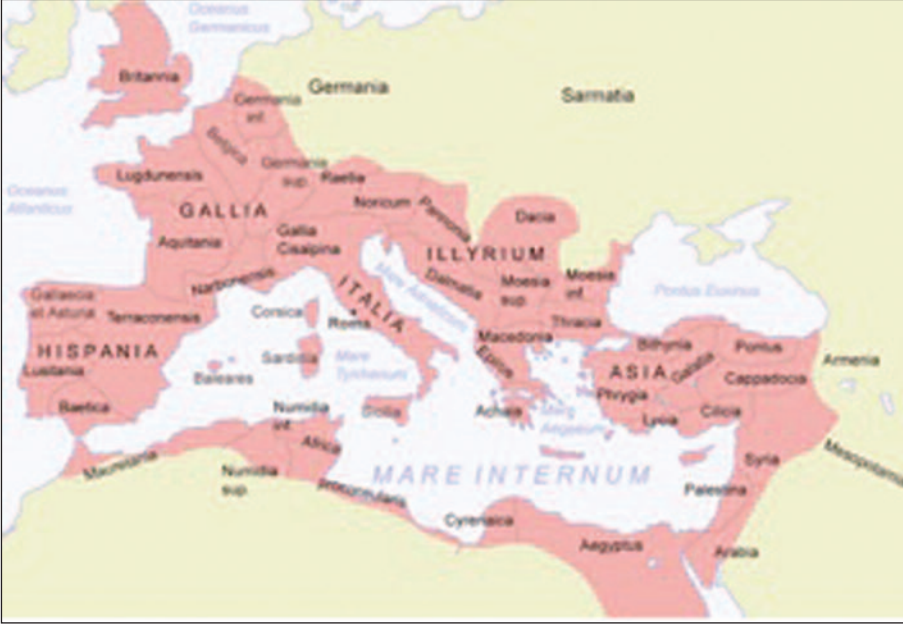 Oceanus
Germanicus
Britannia
Germania
inf.
Germania
Sarmatia
Belgica
Germania
sup.
Raetia
Lugdunensis
Oceanus
Atlanticus
GALLIA
Noricum
Pannonia
Dacia
Aquitania
Gallia
Cisalpina
ILLYRIUM
Narbonensis
ITALIA
Mare Adriaticum
Dalmatia
Moesia
sup.
Moesia
inf.
Pontus Euxinus
Gallaecia
et Asturia
Terraconensis
Corsica
Roma
Thracia
Macedonia
Bithynia
Pontus
HISPANIA
Lusitania
Baleares
Sardidia
Mare
Tyrrhenum
Epirus
ASIA
Galatia
Armenia
Phrygia
Cappadocia
Baetica
Numidia
inf.
Sicilia
Achaia
Aegaeum
Lycia
Cilicia
Mauretania
Numidia
sup.
Africa
proconsularis
MARE INTERNUM
Syria
Mesopotamia
Palestina
Cyrenaica
Aegyptus
Arabia